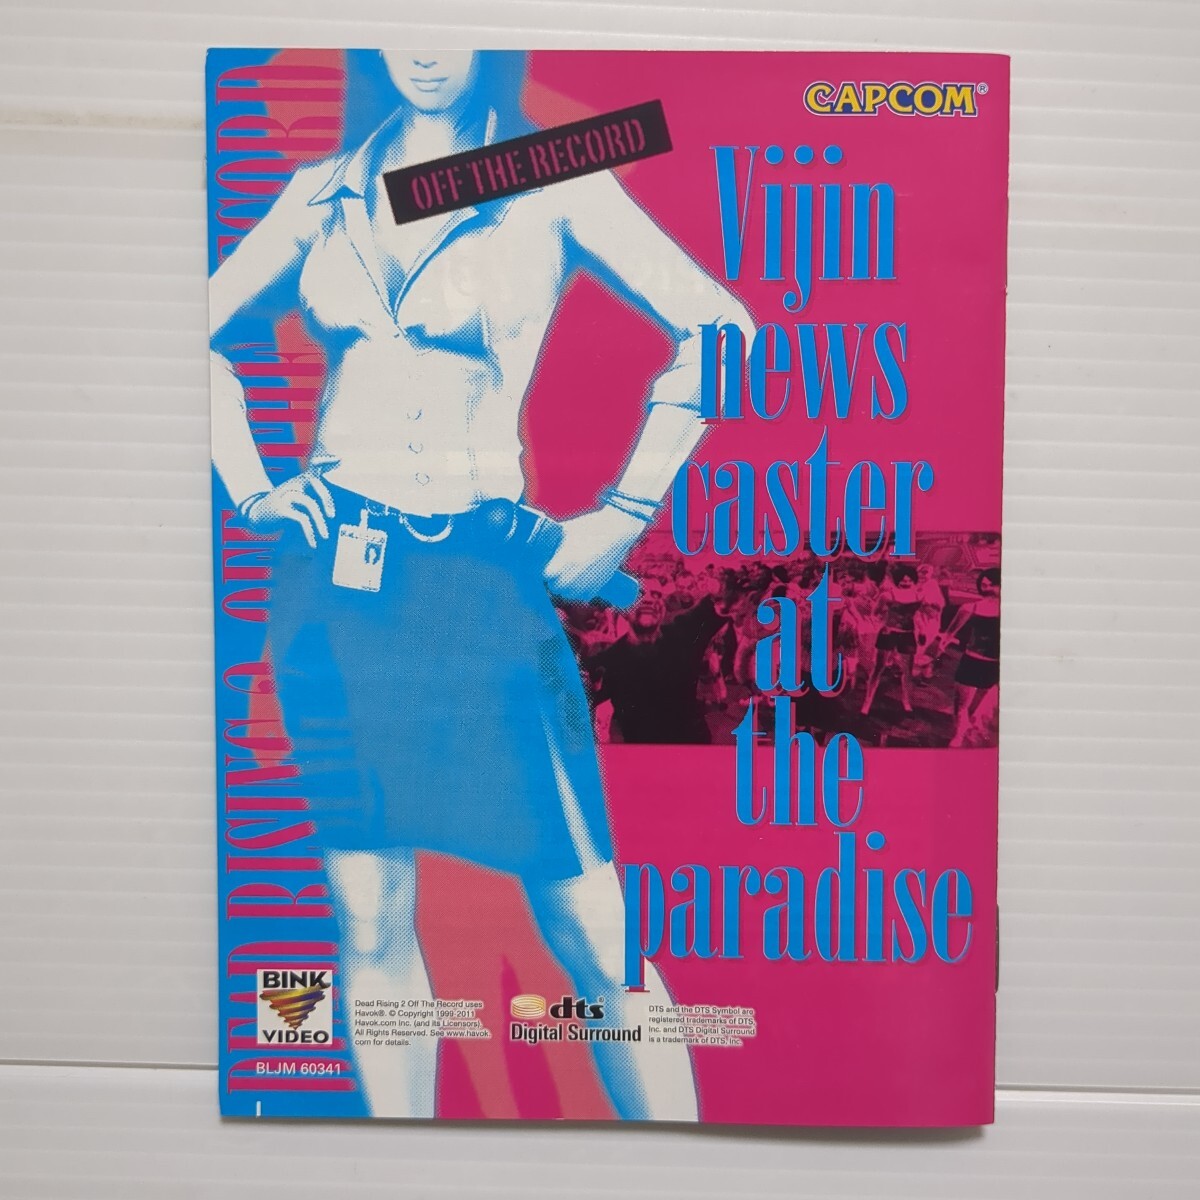 CAPCOM®
OFF THE RECORD
Vijin
news
caster
at
the
paradise
DEAD RISING 2 OFF THE RECORD
BINK
VIDEO
BLJM 60341
Dead Rising 2 Off The Record uses
Havok®. © Copyright 1999-2011
Havok.com Inc. (and its Licensors).
All Rights Reserved. See www.havok.
com for details.
dts®
Digital Surround
DTS and the DTS Symbol are
registered trademarks of DTS,
Inc. and DTS Digital Surround
is a trademark of DTS, Inc.